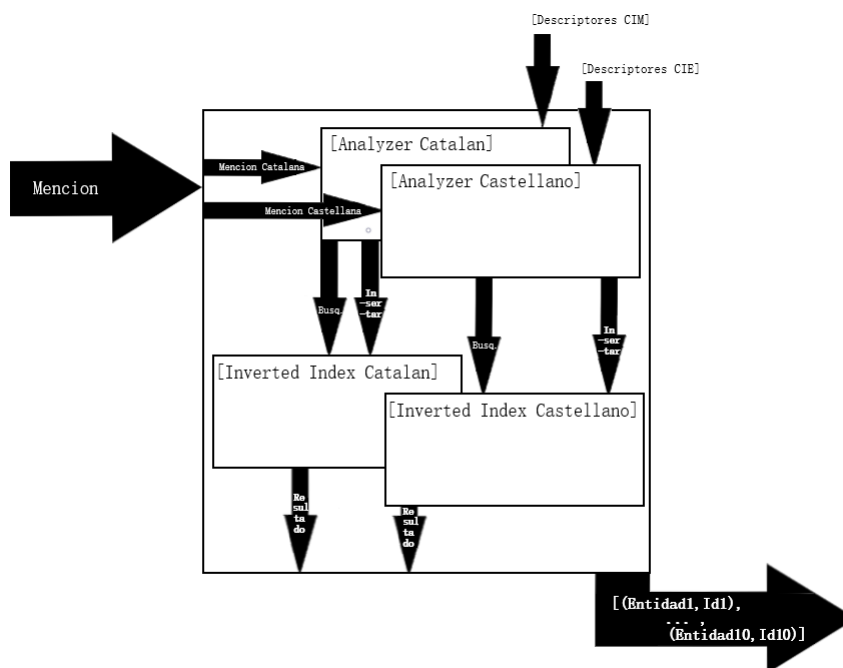 [Descriptores CIM]
[Descriptores CIE]
[Analyzer Catalan]
Mencion Catalana
Mencion
[Analyzer Castellano]
Mencion Castellana
Busq.
In
-ser
-tar
Busq.
In
-ser
-tar
[Inverted Index Catalan]
[Inverted Index Castellano]
Re
sul
ta
do
Re
sul
ta
do
[(Entidad1,Id1),
... ,
(Entidad10,Id10)]